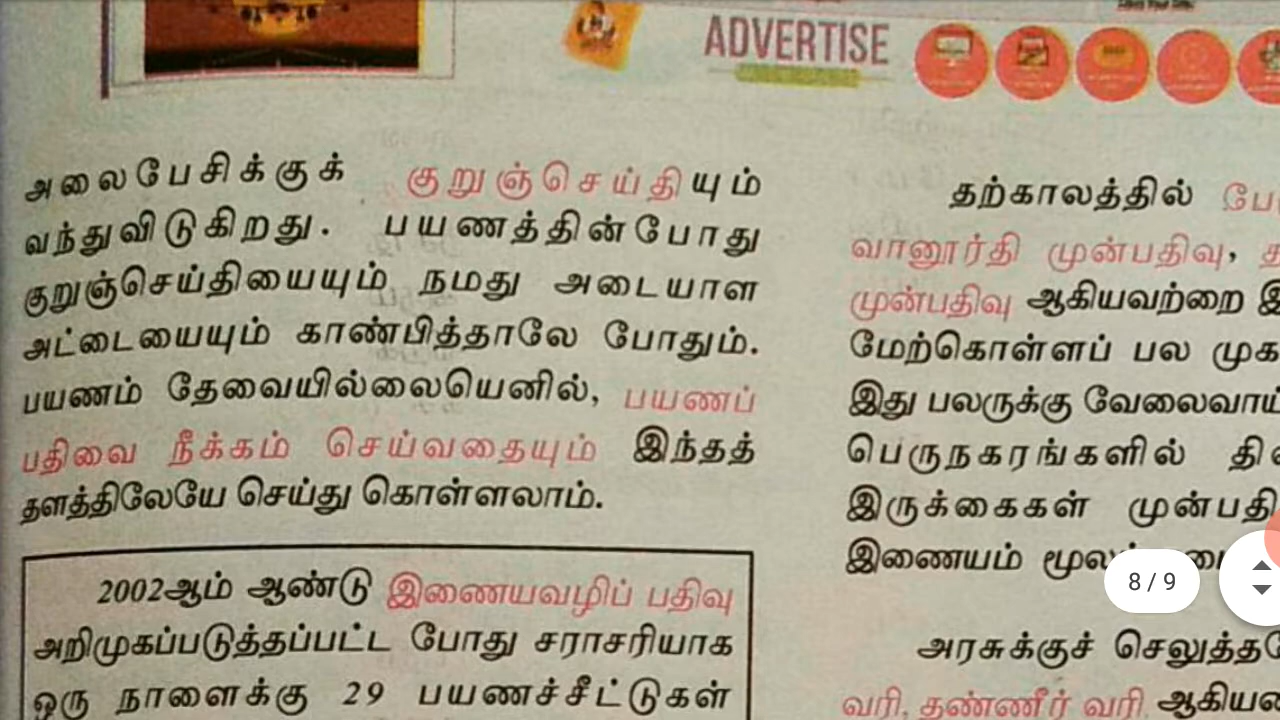 ADVERTISE
அலைபேசிக்குக் குறுஞ்செய்தியும்
வந்துவிடுகிறது. பயணத்தின்போது
குறுஞ்செய்தியையும் நமது அடையாள
அட்டையையும் காண்பித்தாலே போதும்.
பயணம் தேவையில்லையெனில், பயணப்
பதிவை நீக்கம் செய்வதையும் இந்தத்
தளத்திலேயே செய்து கொள்ளலாம்.
2002ஆம் ஆண்டு இணையவழிப் பதிவு
அறிமுகப்படுத்தப்பட்ட போது சராசரியாக
ஒரு நாளைக்கு 29 பயணச்சீட்டுகள்
தற்காலத்தில்
வானூர்தி முன்பதிவு,
முன்பதிவு ஆகியவற்றை
மேற்கொள்ளப் பல
இது பலருக்கு
பெருநகரங்களில்
இருக்கைகள்
இணையம்
அரசுக்குச்
வரி, தண்ணீர் வரி
8 / 9